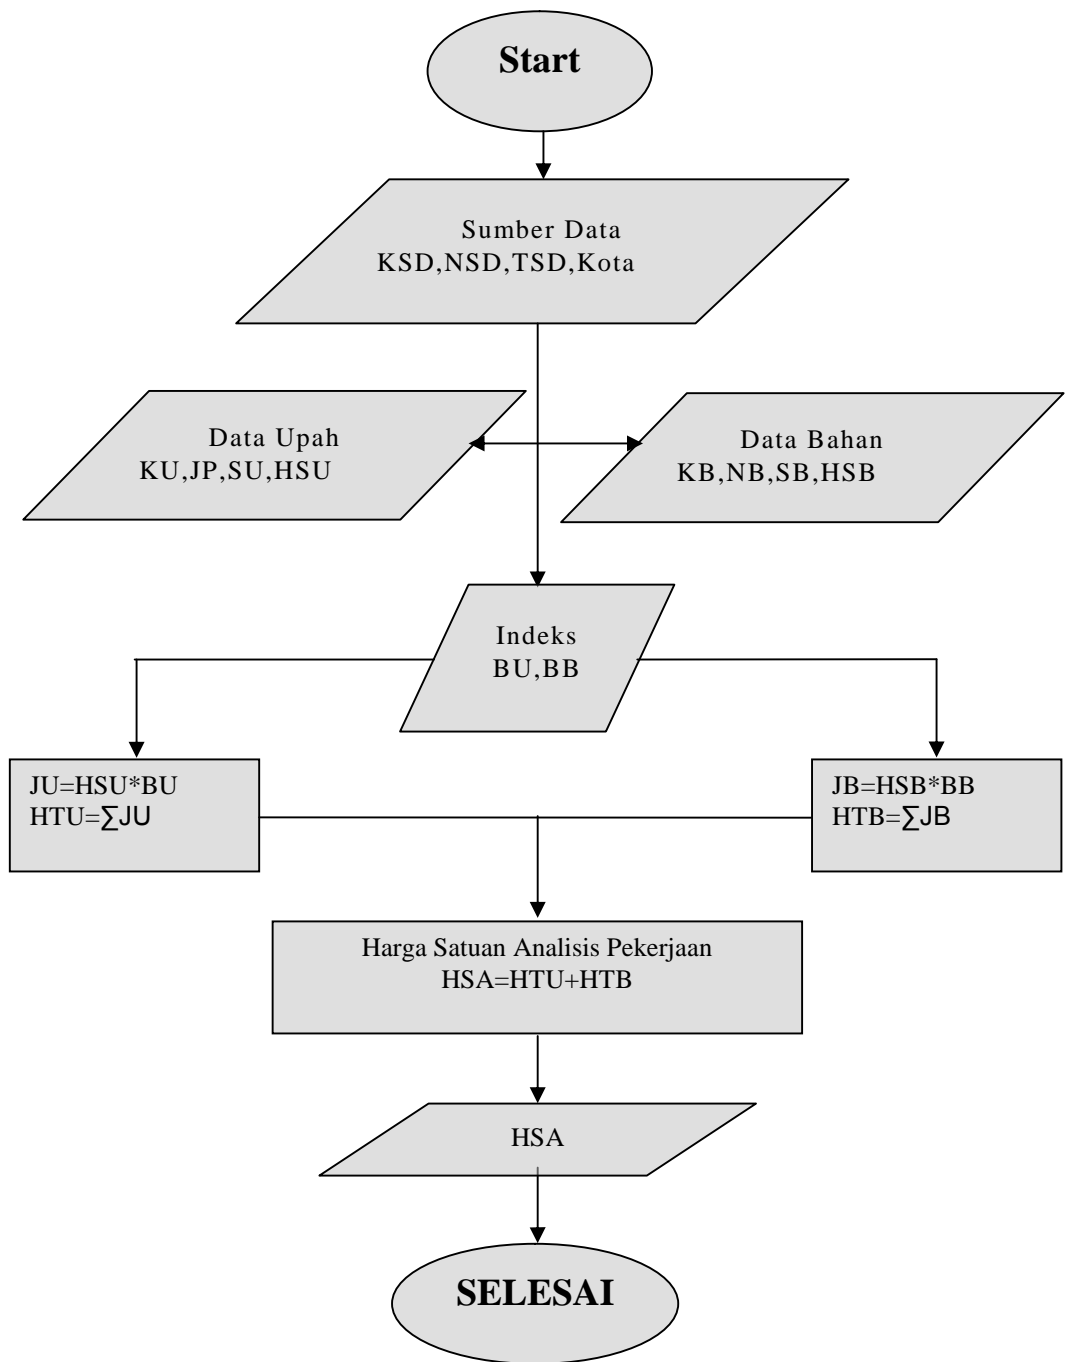 Start
Sumber Data
KSD,NSD,TSD,Kota
Data Upah
KU,JP,SU,HSU
Data Bahan
KB,NB,SB,HSB
Indeks
BU,BB
JU=HSU*BU
HTU=∑JU
JB=HSB*BB
HTB=∑JB
Harga Satuan Analisis Pekerjaan
HSA=HTU+HTB
HSA
SELESAI